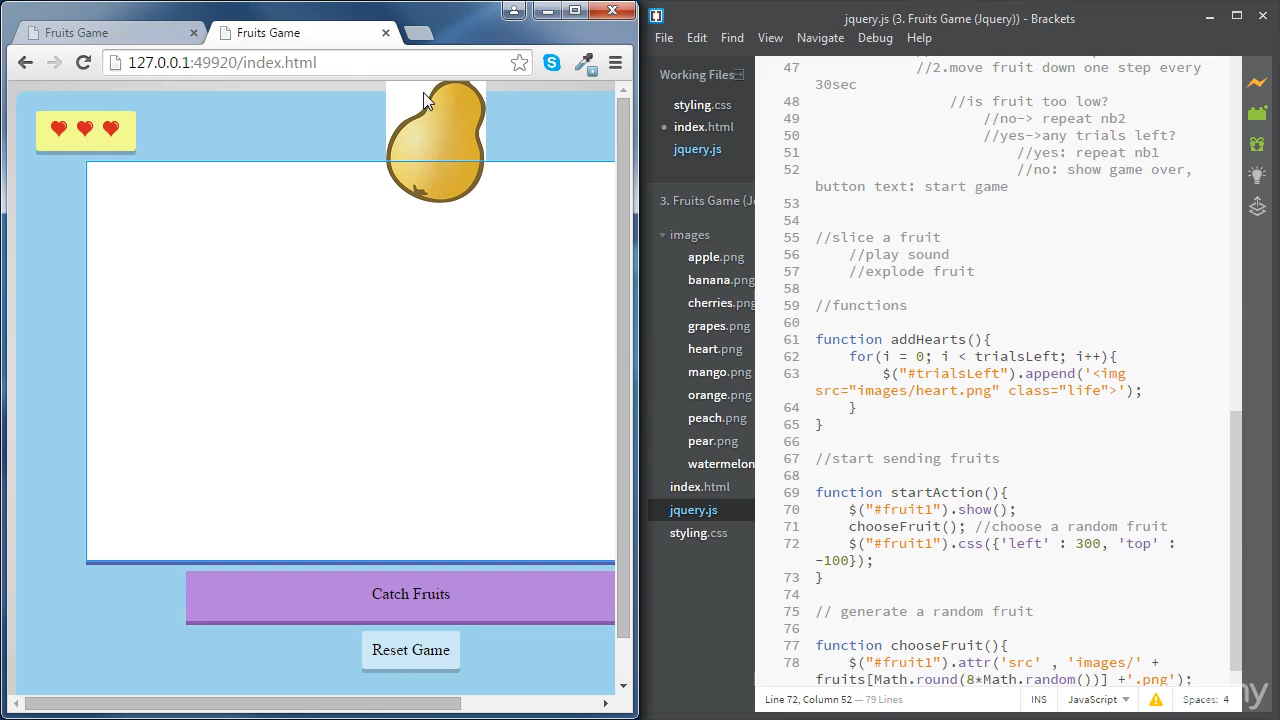 Fruits Game
Fruits Game
127.0.0.1:49920/index.html
Catch Fruits
Reset Game
jquery.js (3. Fruits Game (Jquery)) - Brackets
File Edit Find View Navigate Debug Help
Working Files
styling.css
index.html
jquery.js
3. Fruits Game (J
images
apple.png
banana.png
cherries.png
grapes.png
heart.png
mango.png
orange.png
peach.png
pear.png
watermelon
index.html
jquery.js
styling.css
47 //2.move fruit down one step every
30sec
48 //is fruit too low?
49 //no-> repeat nb2
50 //yes->any trials left?
51 //yes: repeat nb1
52 //no: show game over,
button text: start game
53
54
55 //slice a fruit
56 //play sound
57 //explode fruit
58
59 //functions
60
61 function addHearts(){
62 for(i = 0; i < trialsLeft; i++){
63 $("#trialsLeft").append('<img
src="images/heart.png" class="life">');
64 }
65 }
66
67 //start sending fruits
68
69 function startAction(){
70 $("#fruit1").show();
71 chooseFruit(); //choose a random fruit
72 $("#fruit1").css({'left' : 300, 'top' :
-100});
73 }
74
75 // generate a random fruit
76
77 function chooseFruit(){
78 $("#fruit1").attr('src' , 'images/' +
fruits[Math.round(8*Math.random())] +'.png');
Line 72, Column 52 — 79 Lines
INS JavaScript Spaces: 4